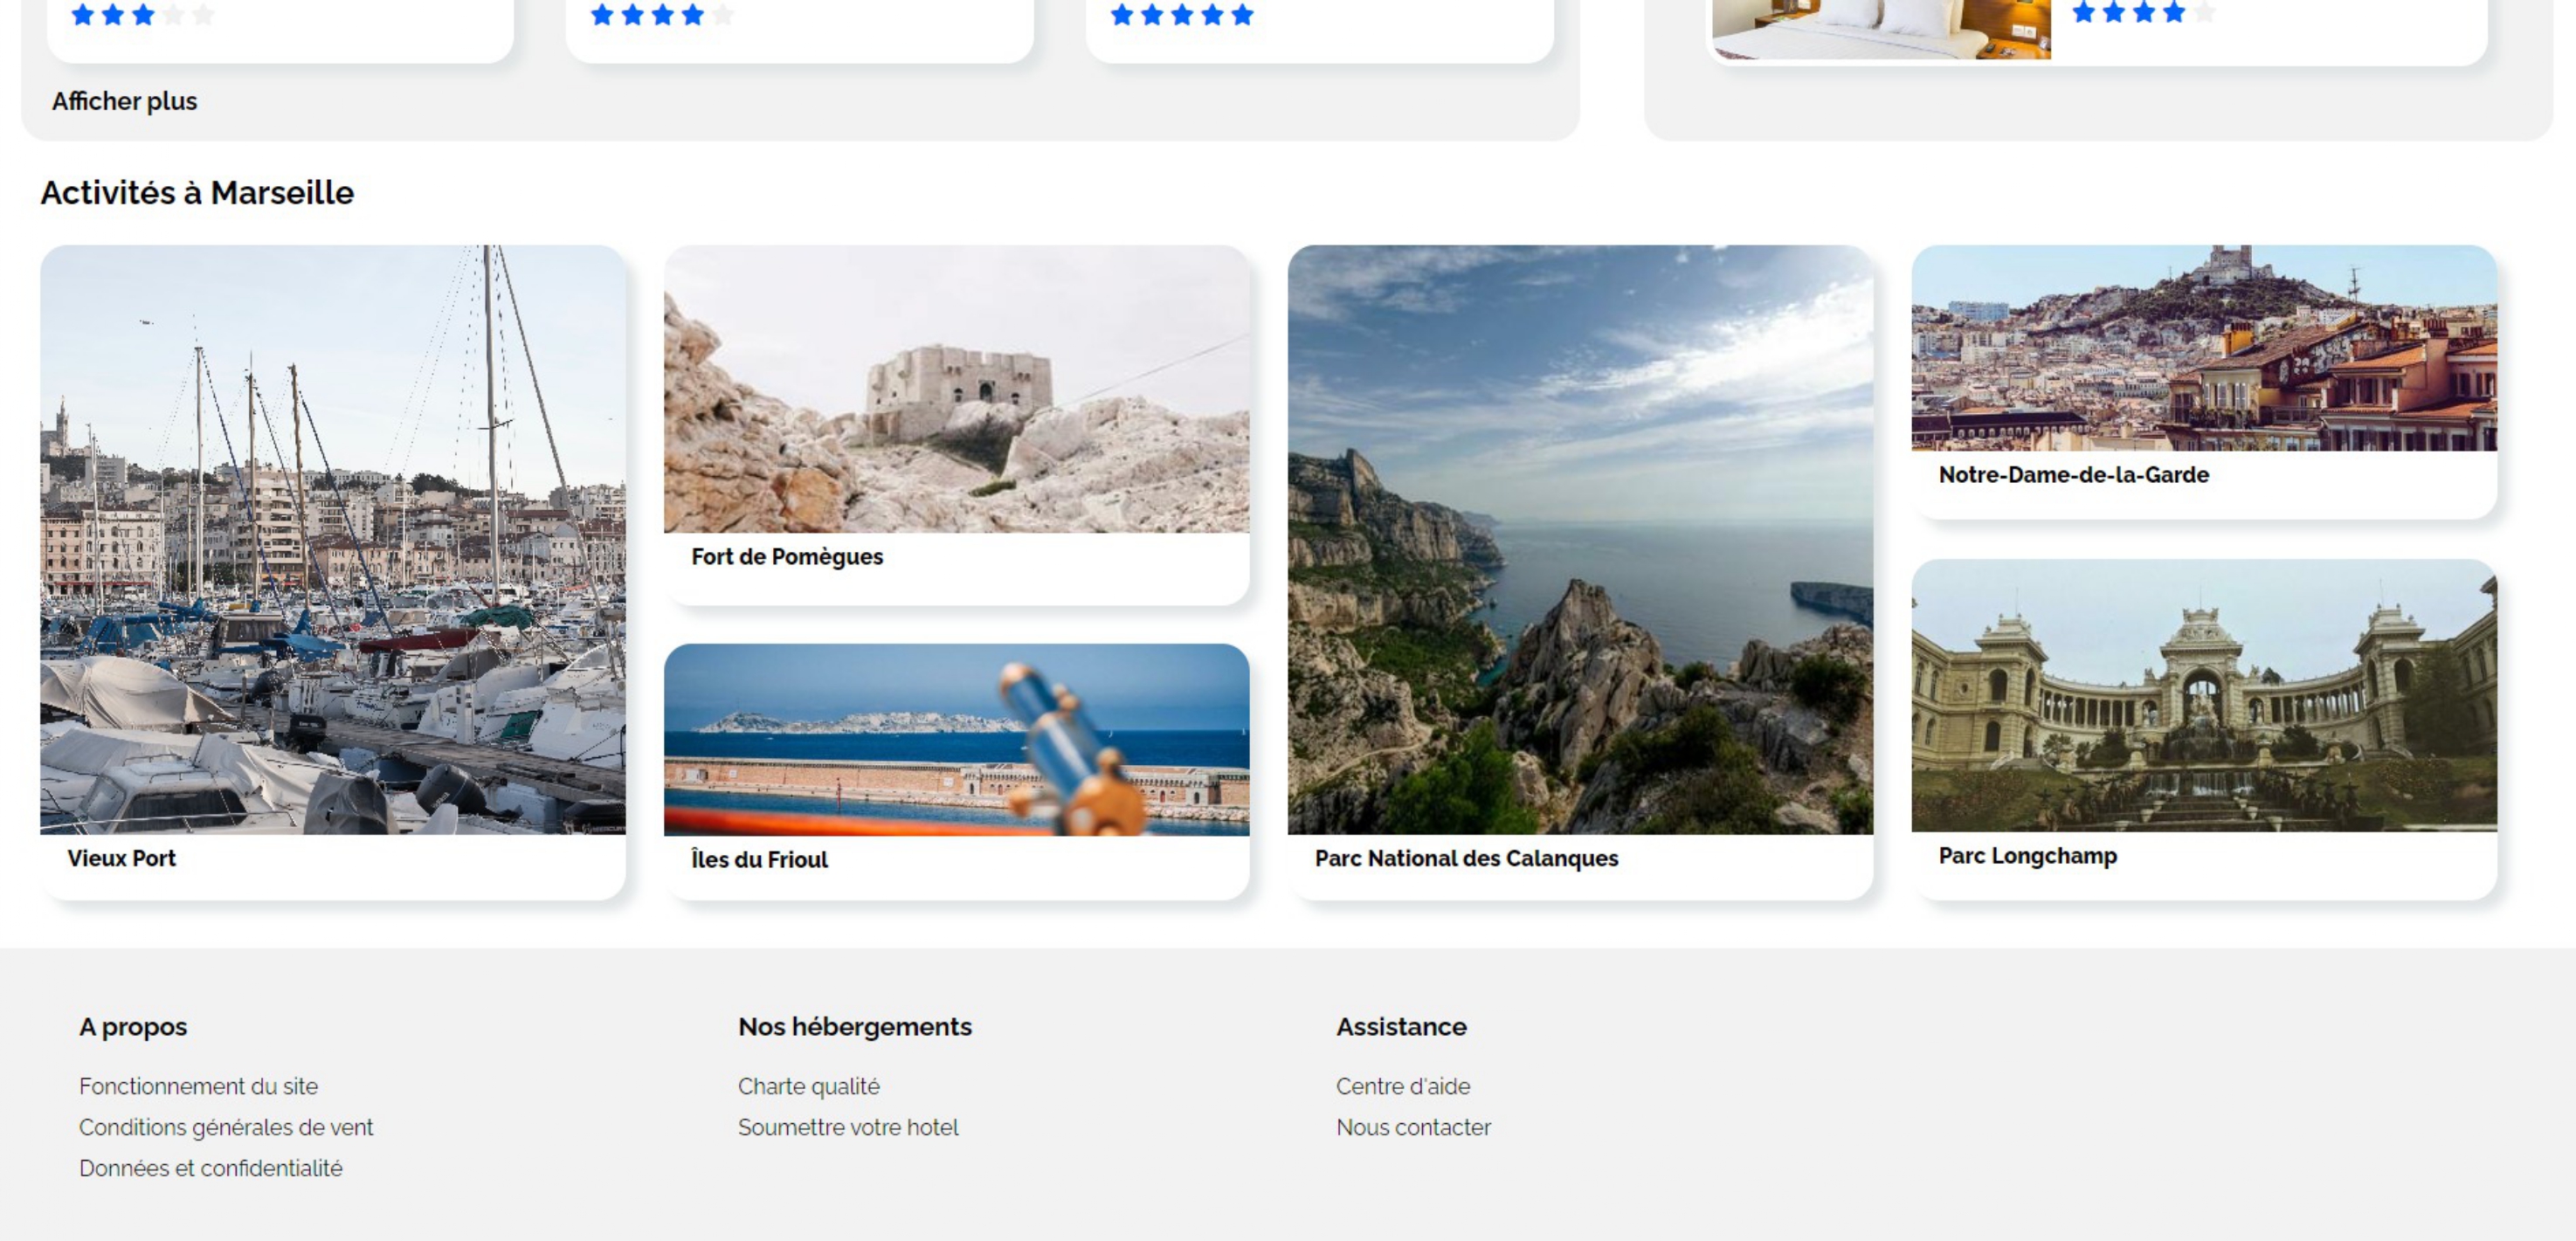 Afficher plus
Activités à Marseille
Vieux Port
Fort de Pomègues
Îles du Frioul
Parc National des Calanques
Notre-Dame-de-la-Garde
Parc Longchamp
A propos
Fonctionnement du site
Conditions générales de vent
Données et confidentialité
Nos hébergements
Charte qualité
Soumettre votre hotel
Assistance
Centre d'aide
Nous contacter